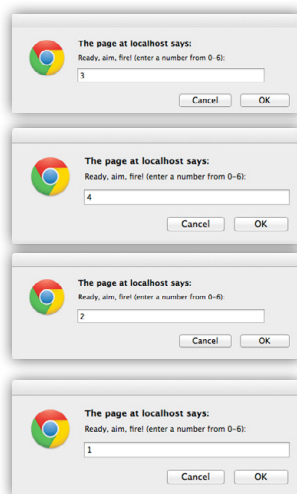 The page at localhost says:
Ready, aim, fire! (enter a number from 0-6):
3
Cancel OK
The page at localhost says:
Ready, aim, fire! (enter a number from 0-6):
4
Cancel OK
The page at localhost says:
Ready, aim, fire! (enter a number from 0-6):
2
Cancel OK
The page at localhost says:
Ready, aim, fire! (enter a number from 0-6):
1
Cancel OK